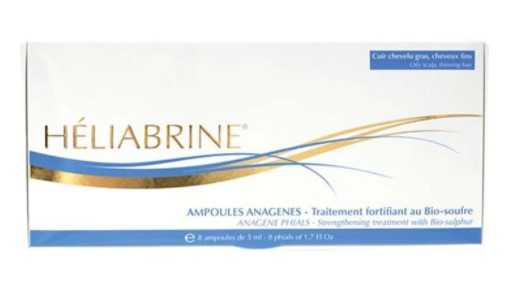 Cuir chevelu gras, cheveux fins
Oily scalp, thinning hair
HÉLIABRINE®
AMPOULES ANAGENES - Traitement fortifiant au Bio-soufre
ANAGENE PHIALS - Strengthening treatment with Bio-sulphur
e 8 ampoules de 5 ml - 8 phials of 1.7 Fl Oz